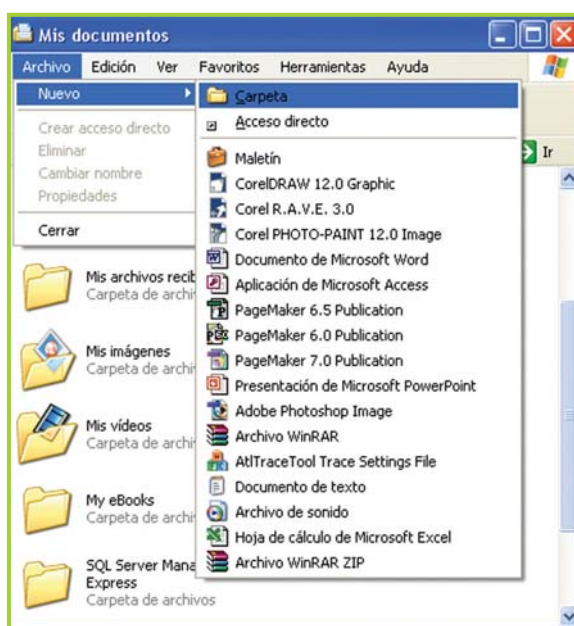 Mis documentos
Archivo Edición Ver Favoritos Herramientas Ayuda
Nuevo
Crear acceso directo
Eliminar
Cambiar nombre
Propiedades
Cerrar
Carpeta
Acceso directo
Maletín
CorelDRAW 12.0 Graphic
Corel R.A.V.E. 3.0
Corel PHOTO-PAINT 12.0 Image
Documento de Microsoft Word
Aplicación de Microsoft Access
PageMaker 6.5 Publication
PageMaker 6.0 Publication
PageMaker 7.0 Publication
Presentación de Microsoft PowerPoint
Adobe Photoshop Image
Archivo WinRAR
AtlTraceTool Trace Settings File
Documento de texto
Archivo de sonido
Hoja de cálculo de Microsoft Excel
Archivo WinRAR ZIP
Ir
Mis archivos recib
Carpeta de archi
Mis imágenes
Carpeta de archi
Mis vídeos
Carpeta de archi
My eBooks
Carpeta de archi
SQL Server Mana
Express
Carpeta de archivos